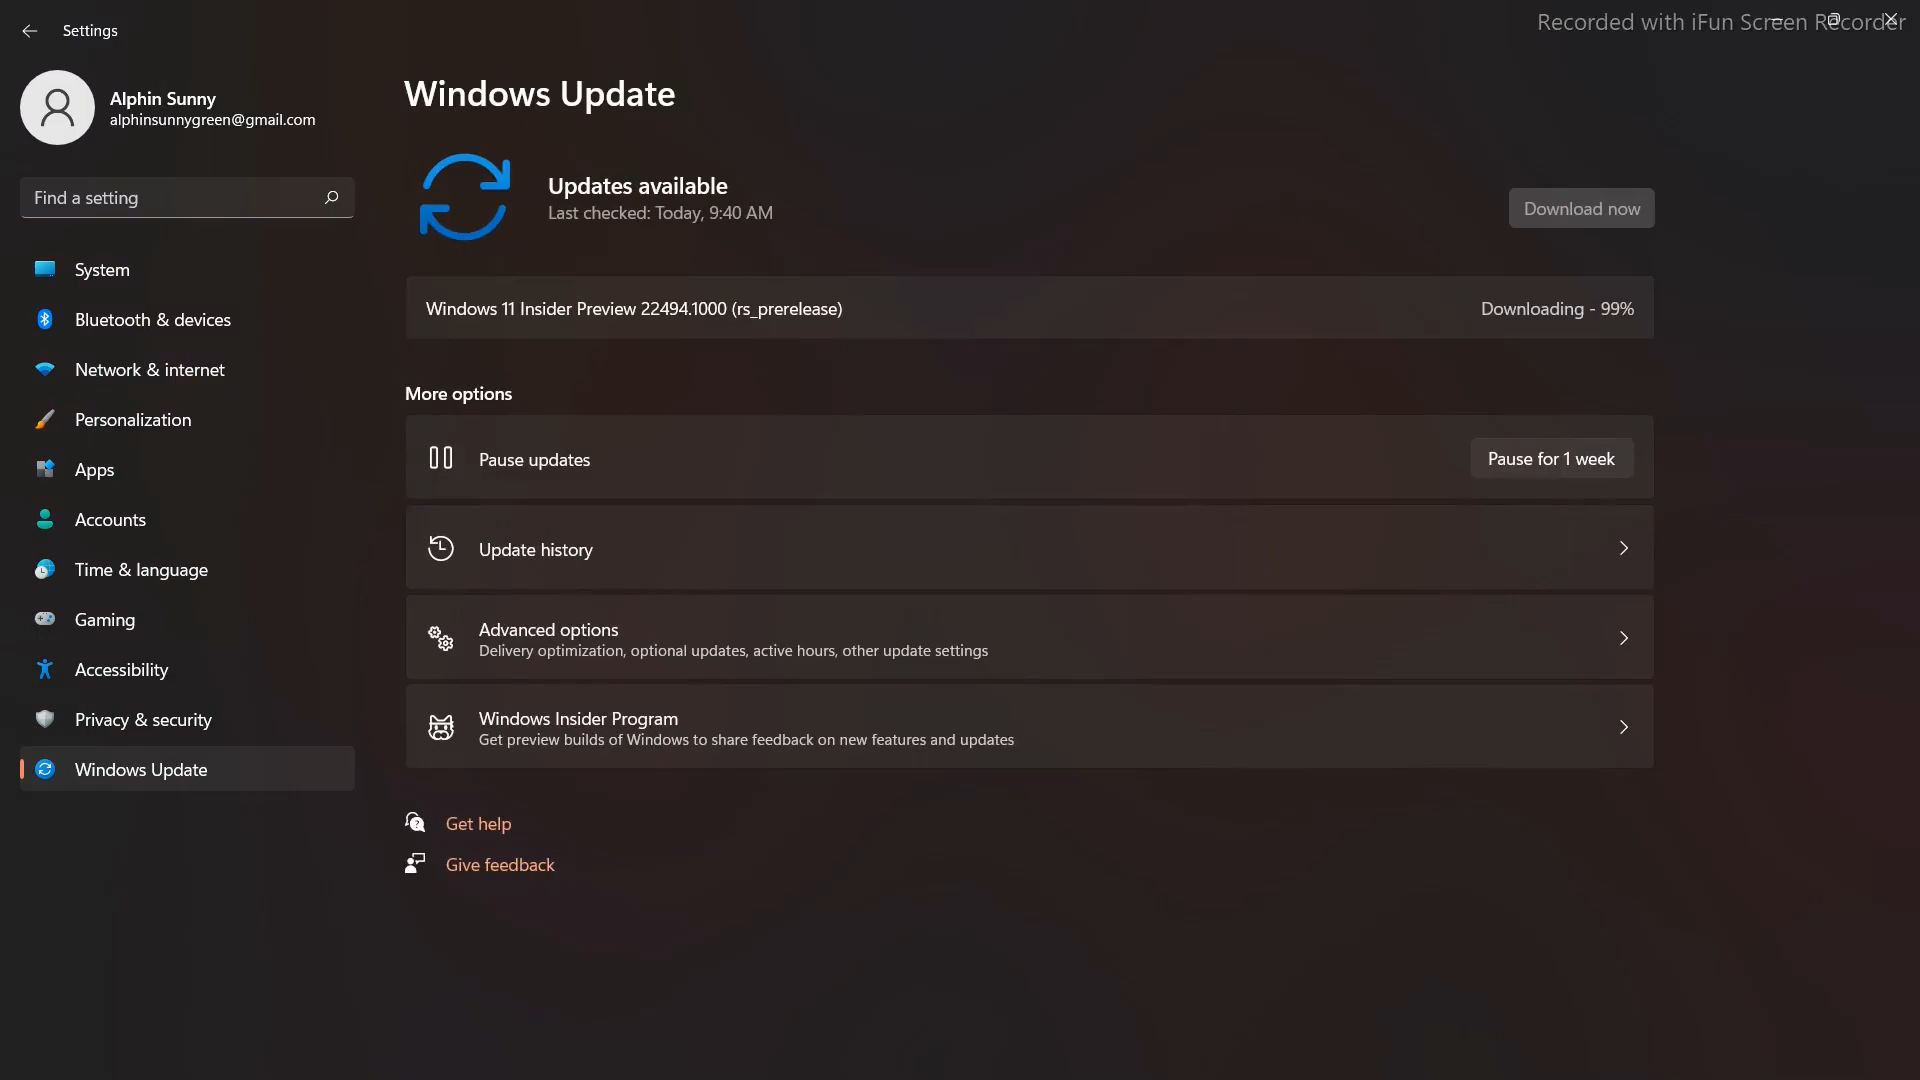 Settings
Recorded with iFun Screen Recorder
Alphin Sunny
alphinsunnygreen@gmail.com
Find a setting
System
Bluetooth & devices
Network & internet
Personalization
Apps
Accounts
Time & language
Gaming
Accessibility
Privacy & security
Windows Update
Windows Update
Updates available
Last checked: Today, 9:40 AM
Download now
Windows 11 Insider Preview 22494.1000 (rs_prerelease)
Downloading - 99%
More options
Pause updates
Pause for 1 week
Update history
Advanced options
Delivery optimization, optional updates, active hours, other update settings
Windows Insider Program
Get preview builds of Windows to share feedback on new features and updates
Get help
Give feedback